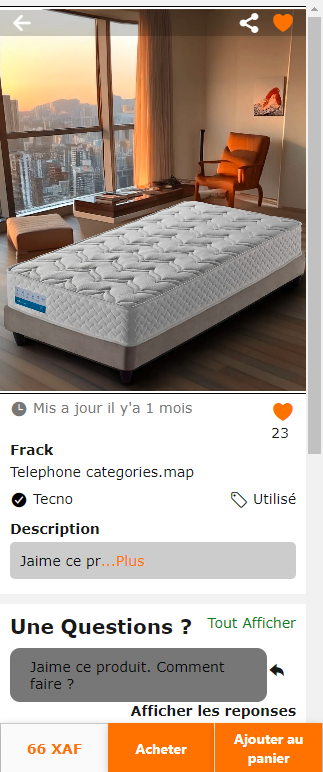 Mis a jour il y'a 1 mois
23
Frack
Telephone categories.map
Tecno
Utilisé
Description
Jaime ce pr...Plus
Une Questions ?
Tout Afficher
Jaime ce produit. Comment
faire ?
Afficher les reponses
66 XAF
Acheter
Ajouter au
panier